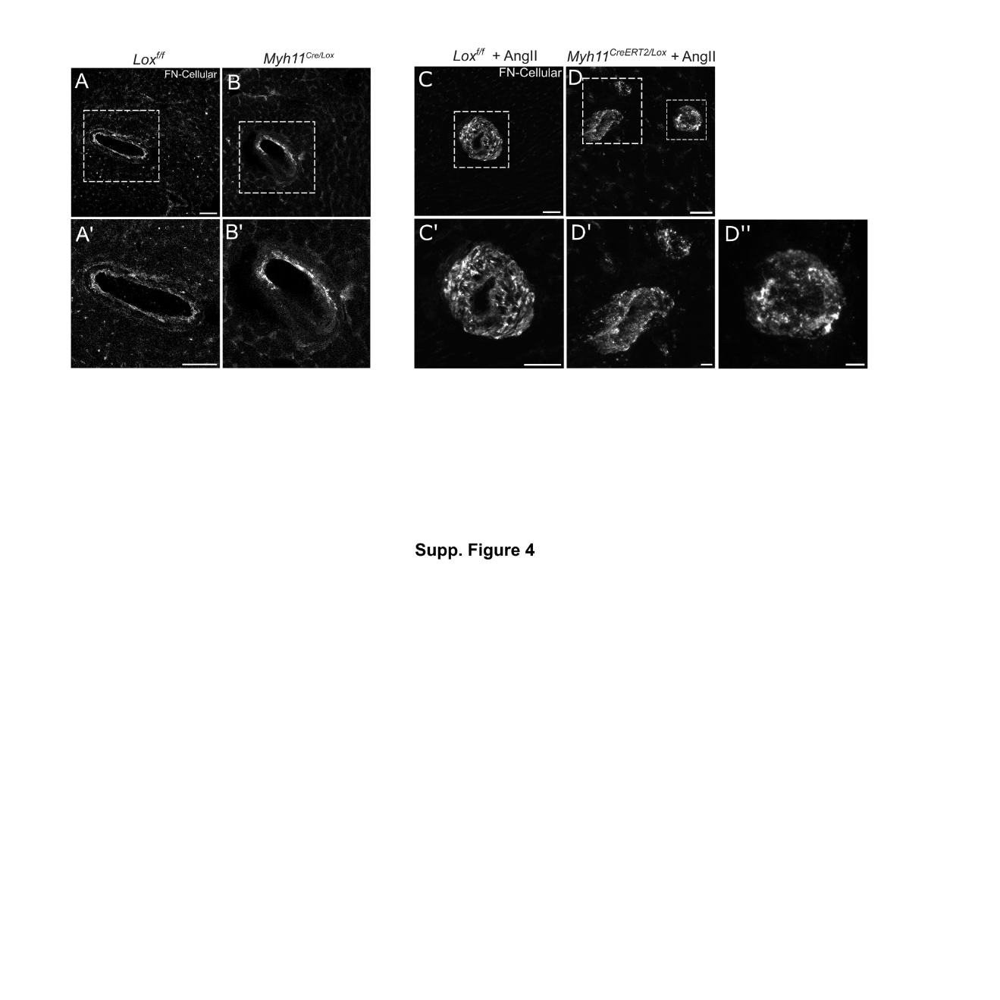 Lox^f/f
Myh11^Cre/Lox
Lox^f/f + AngII
Myh11^CreERT2/Lox + AngII
A
FN-Cellular
B
C
FN-Cellular
D
A'
B'
C'
D'
D''
Supp. Figure 4